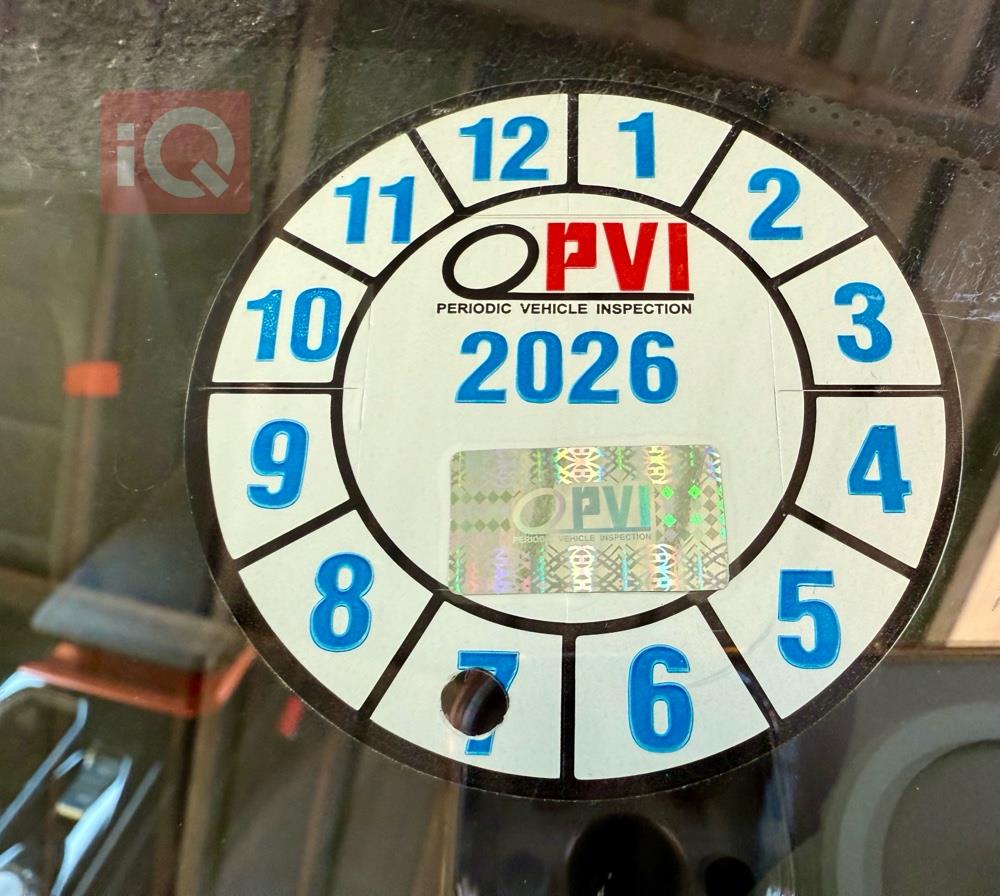 iQ
12 1
11 2
PVI
PERIODIC VEHICLE INSPECTION
10 3
2026
9 4
PVI
PERIODIC VEHICLE INSPECTION
8 5
7 6